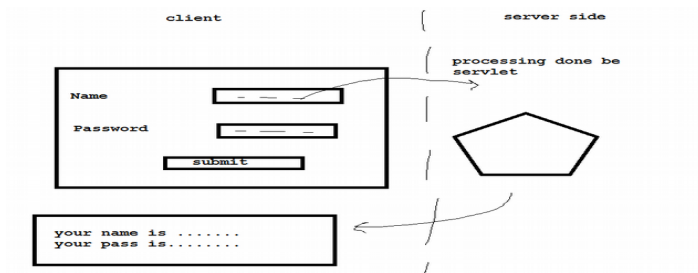 client
server side
processing done be
servlet
Name
Password
submit
your name is .......
your pass is........